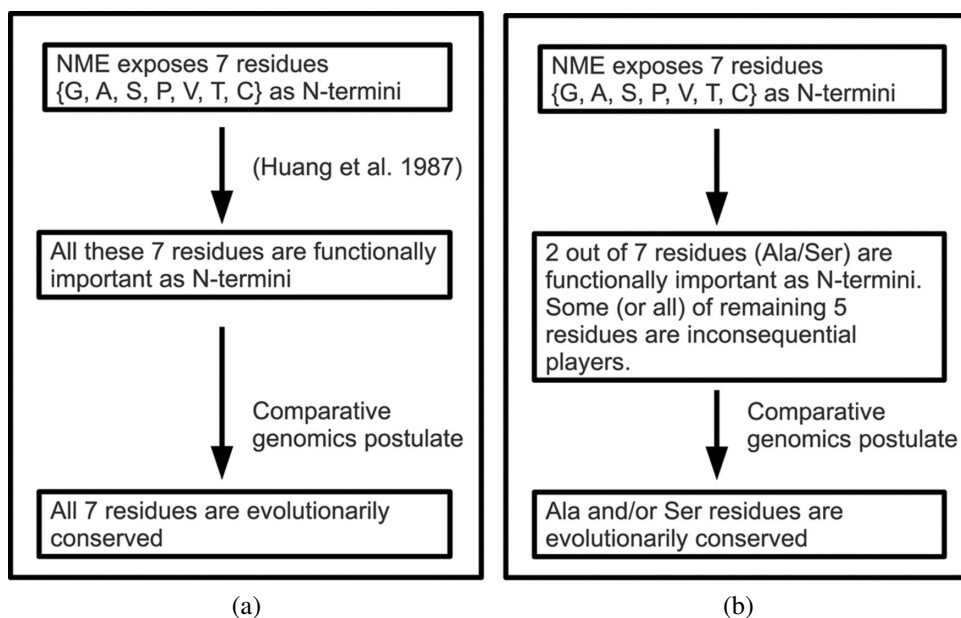 NME exposes 7 residues
{G, A, S, P, V, T, C} as N-termini
(Huang et al. 1987)
All these 7 residues are functionally
important as N-termini
Comparative
genomics postulate
All 7 residues are evolutionarily
conserved
(a)
NME exposes 7 residues
{G, A, S, P, V, T, C} as N-termini
2 out of 7 residues (Ala/Ser) are
functionally important as N-termini.
Some (or all) of remaining 5
residues are inconsequential
players.
Comparative
genomics postulate
Ala and/or Ser residues are
evolutionarily conserved
(b)